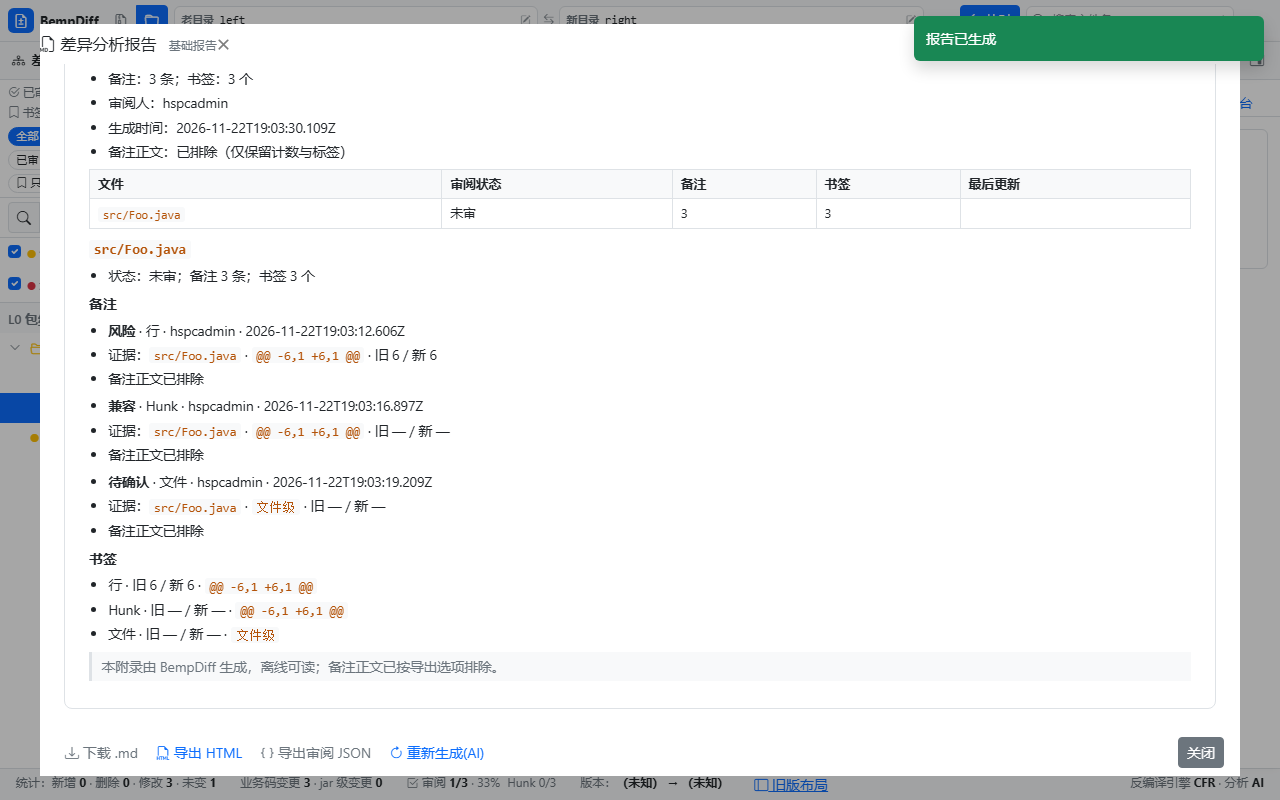 BempDiff
老目录 left
新目录 right
差异分析报告 基础报告
报告已生成
备注：3 条；书签：3 个
审阅人：hspcadmin
生成时间：2026-11-22T19:03:30.109Z
备注正文：已排除（仅保留计数与标签）
全部
已审
文件 审阅状态 备注 书签 最后更新
src/Foo.java 未审 3 3
src/Foo.java
状态：未审；备注 3 条；书签 3 个
备注
风险 · 行 · hspcadmin · 2026-11-22T19:03:12.606Z
证据： src/Foo.java · @@ -6,1 +6,1 @@ · 旧 6 / 新 6
备注正文已排除
兼容 · Hunk · hspcadmin · 2026-11-22T19:03:16.897Z
证据： src/Foo.java · @@ -6,1 +6,1 @@ · 旧 — / 新 —
备注正文已排除
待确认 · 文件 · hspcadmin · 2026-11-22T19:03:19.209Z
证据： src/Foo.java · 文件级 · 旧 — / 新 —
备注正文已排除
书签
行 · 旧 6 / 新 6 · @@ -6,1 +6,1 @@
Hunk · 旧 — / 新 — · @@ -6,1 +6,1 @@
文件 · 旧 — / 新 — · 文件级
本附录由 BempDiff 生成，离线可读；备注正文已按导出选项排除。
下载 .md 导出 HTML { } 导出审阅 JSON 重新生成(AI) 关闭
统计：新增 0 · 删除 0 · 修改 3 · 未变 1 业务码变更 3 · jar 级变更 0 审阅 1/3 · 33% Hunk 0/3 版本： (未知) → (未知) 旧版布局 反编译引擎 CFR · 分析 AI